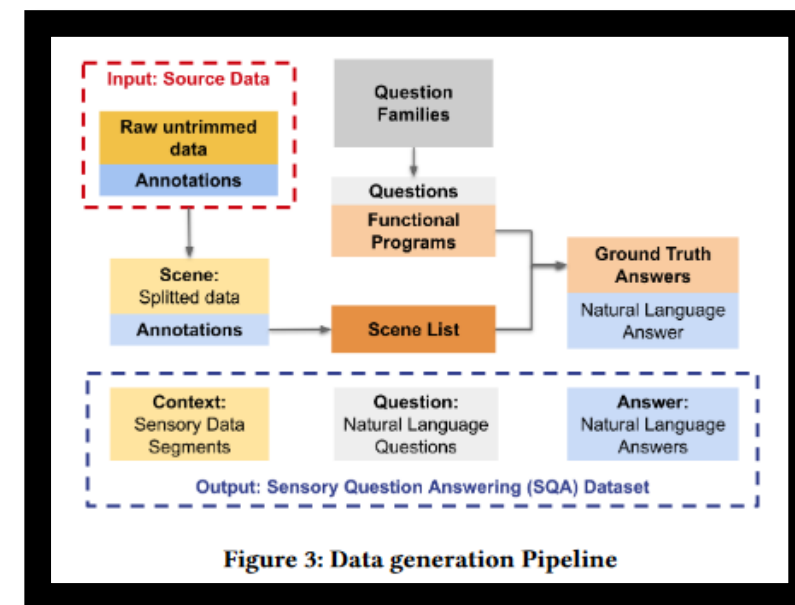 Input: Source Data
Raw untrimmed
data
Annotations
Question
Families
Questions
Functional
Programs
Scene:
Splitted data
Annotations
Scene List
Ground Truth
Answers
Natural Language
Answer
Context:
Sensory Data
Segments
Question:
Natural Language
Questions
Answer:
Natural Language
Answers
Output: Sensory Question Answering (SQA) Dataset
Figure 3: Data generation Pipeline